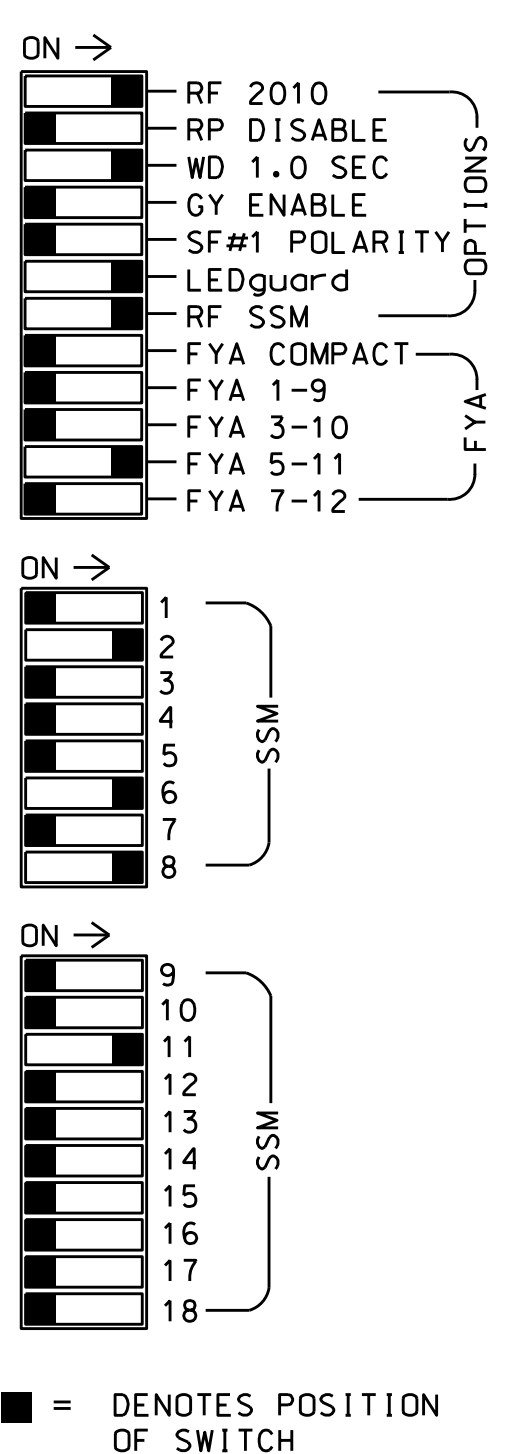 ON →
RF 2010
RP DISABLE
WD 1.0 SEC
GY ENABLE
SF#1 POLARITY
LEDguard
RF SSM
OPTIONS
FYA COMPACT
FYA 1-9
FYA 3-10
FYA 5-11
FYA 7-12
FYA
ON →
1
2
3
4
5
6
7
8
SSM
ON →
9
10
11
12
13
14
15
16
17
18
SSM
= DENOTES POSITION
OF SWITCH